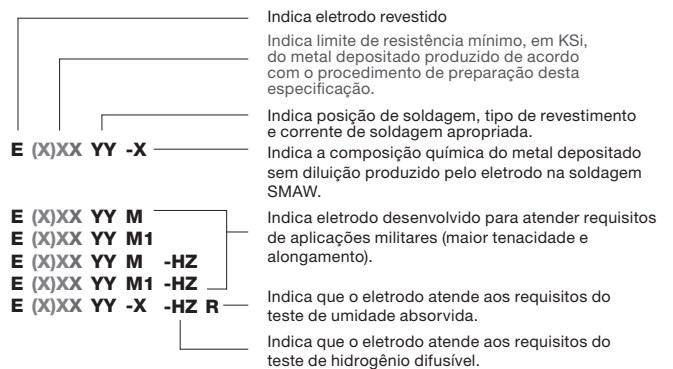 Indica eletrodo revestido
Indica limite de resistência mínimo, em KSi,
do metal depositado produzido de acordo
com o procedimento de preparação desta
especificação.
Indica posição de soldagem, tipo de revestimento
e corrente de soldagem apropriada.
E (X)XX YY -X
Indica a composição química do metal depositado
sem diluição produzido pelo eletrodo na soldagem
SMAW.
E (X)XX YY M
E (X)XX YY M1
E (X)XX YY M -HZ
E (X)XX YY M1 -HZ
E (X)XX YY -X -HZ R
Indica eletrodo desenvolvido para atender requisitos
de aplicações militares (maior tenacidade e
alongamento).
Indica que o eletrodo atende aos requisitos do
teste de umidade absorvida.
Indica que o eletrodo atende aos requisitos do
teste de hidrogênio difusível.